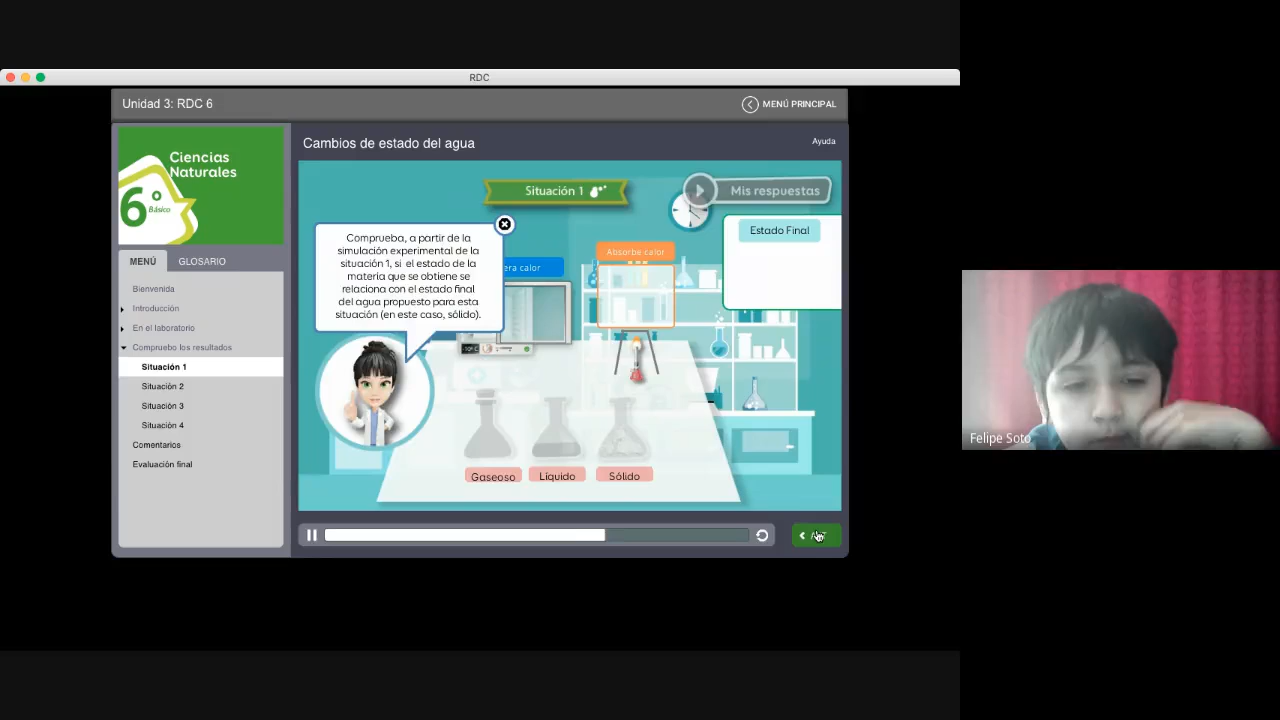 RDC
Unidad 3: RDC 6
MENÚ PRINCIPAL
Ciencias
Naturales
6° Básico
Cambios de estado del agua
Ayuda
MENÚ
GLOSARIO
Bienvenida
Introducción
En el laboratorio
Compruebo los resultados
Situación 1
Situación 2
Situación 3
Situación 4
Comentarios
Evaluación final
Situación 1
Mis respuestas
Comprueba, a partir de la
simulación experimental de la
situación 1, si el estado de la
materia que se obtiene se
relaciona con el estado final
del agua propuesto para esta
situación (en este caso, sólido).
era calor
Absorbe calor
Estado Final
Gaseoso
Líquido
Sólido
Felipe Soto